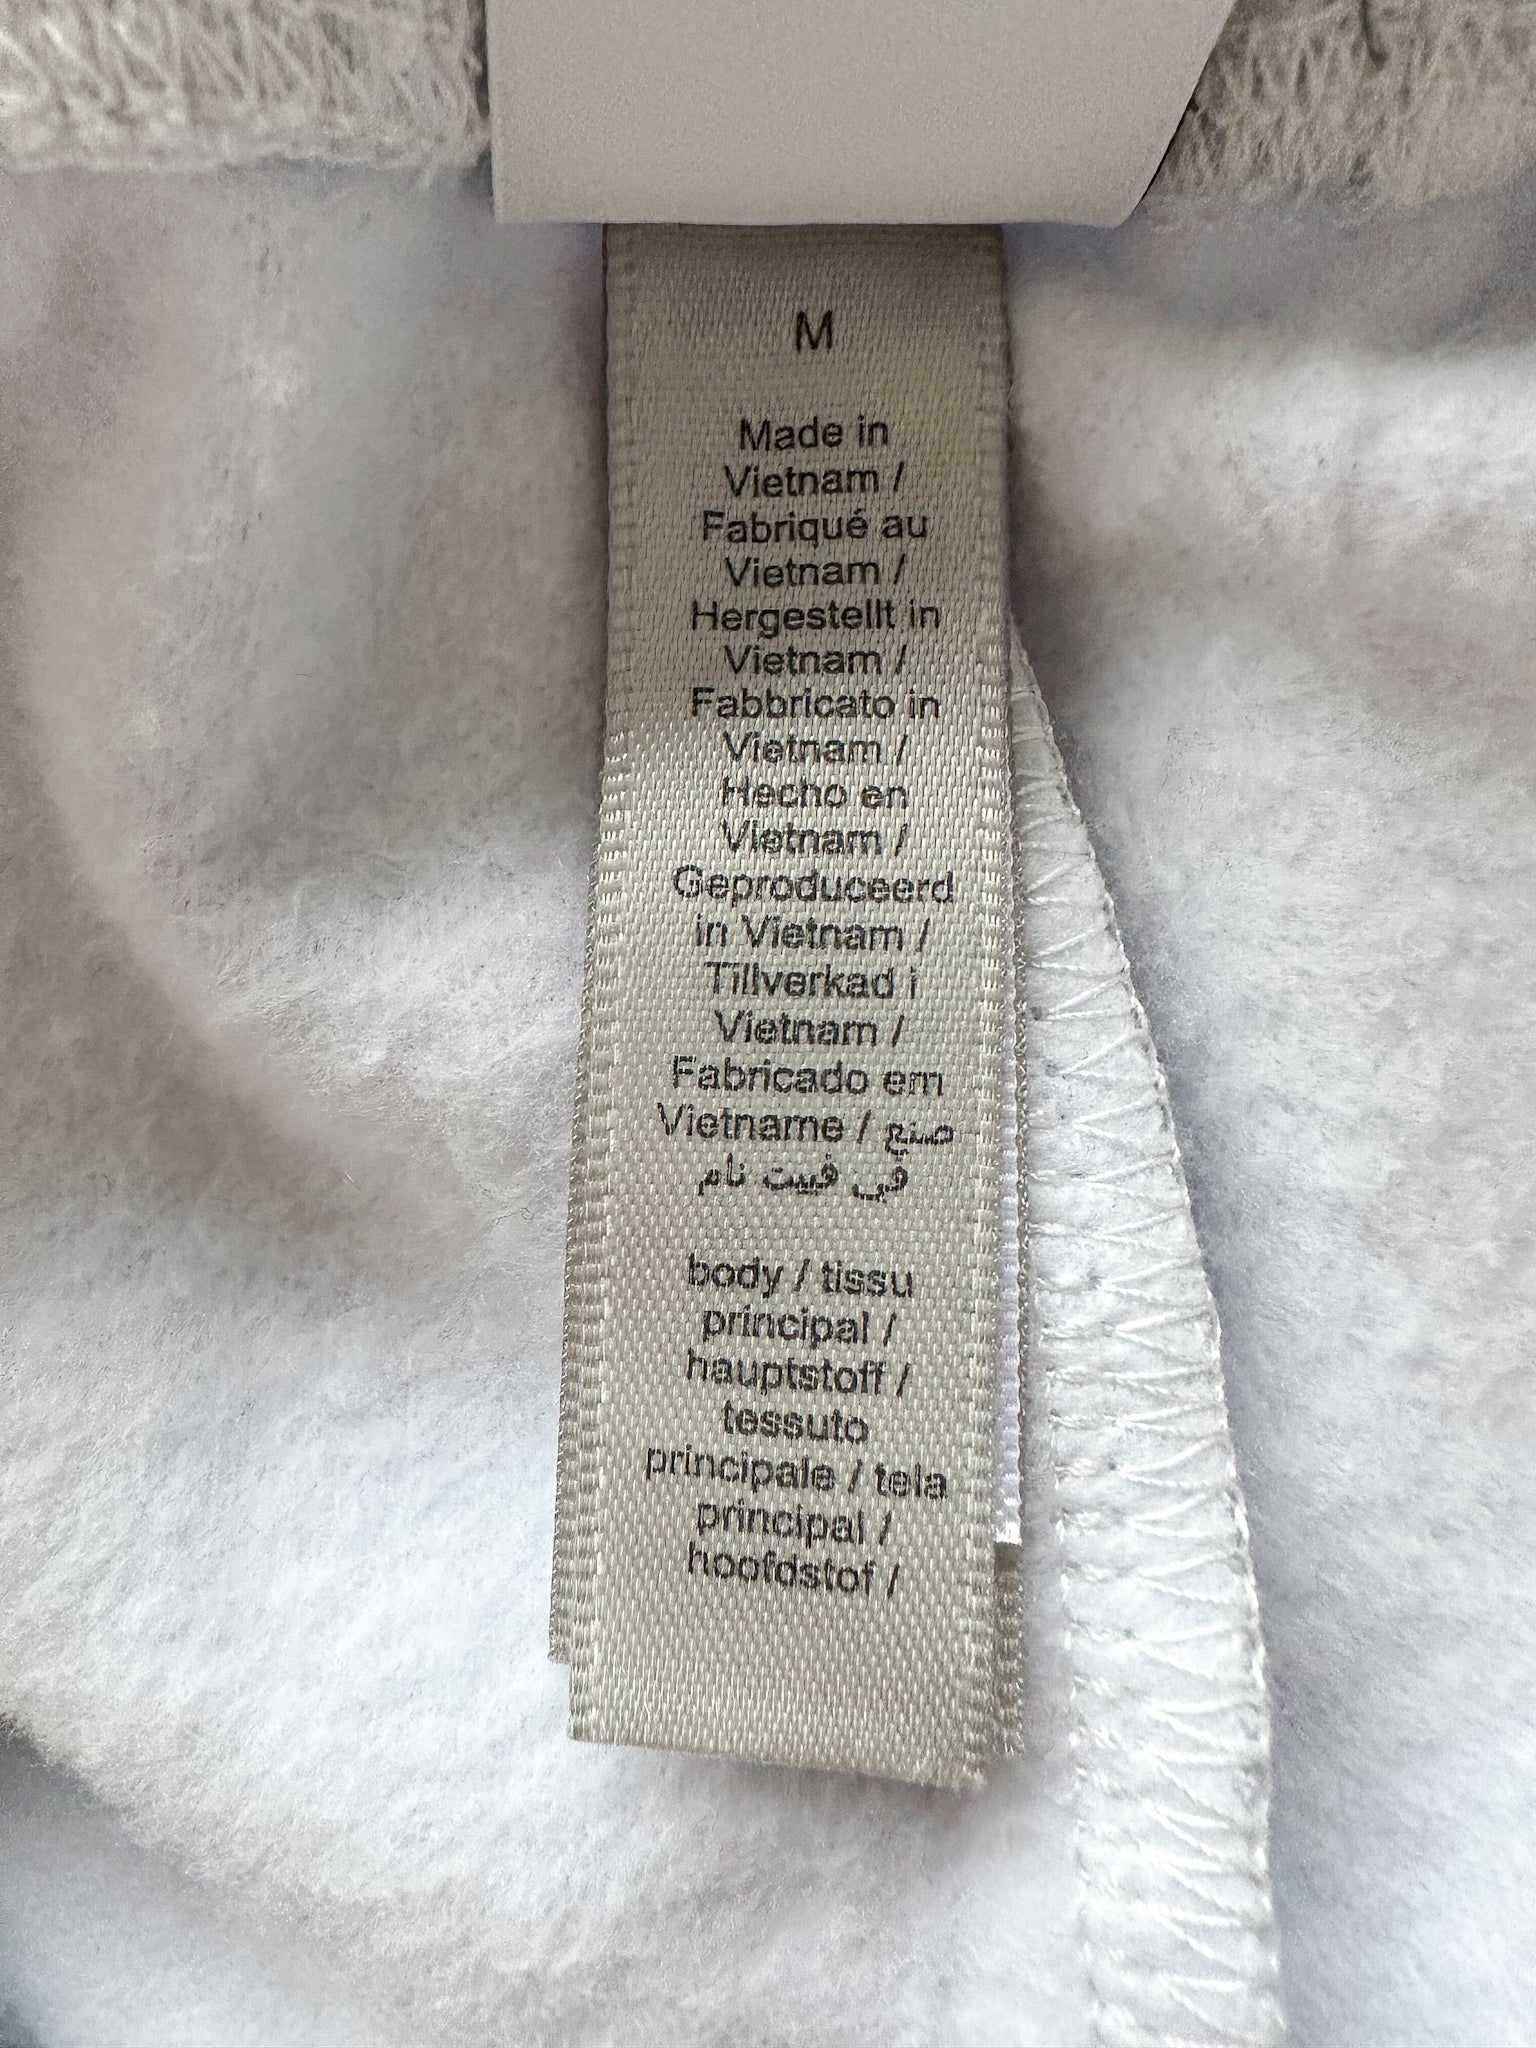 M
Made in
Vietnam /
Fabriqué au
Vietnam /
Hergestellt in
Vietnam /
Fabbricato in
Vietnam /
Hecho en
Vietnam /
Geproduceerd
in Vietnam /
Tillverkad i
Vietnam /
Fabricado em
Vietname / صنع
في فييت نام
body / tissu
principal /
hauptstoff /
tessuto
principale / tela
principal /
hoofdstof /